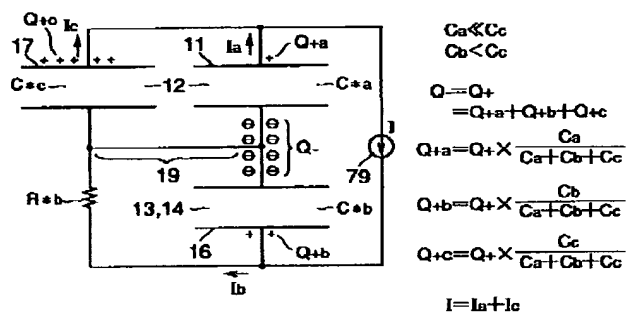 Q+o Ic
17
+ + + + + +
11
Ia
Q+a
+
C*c
12
C*a
⊖ ⊖
⊖ ⊖
⊖ ⊖
⊖ ⊖
Q-
I
79
19
R*b
13,14
C*b
16
+ +
Q+b
Ib
Ca≪Cc
Cb<Cc
Q-=Q+
=Q+a+Q+b+Q+c
Q+a=Q+× Ca
Ca+Cb+Cc
Q+b=Q+× Cb
Ca+Cb+Cc
Q+c=Q+× Cc
Ca+Cb+Cc
I=Ia+Ic